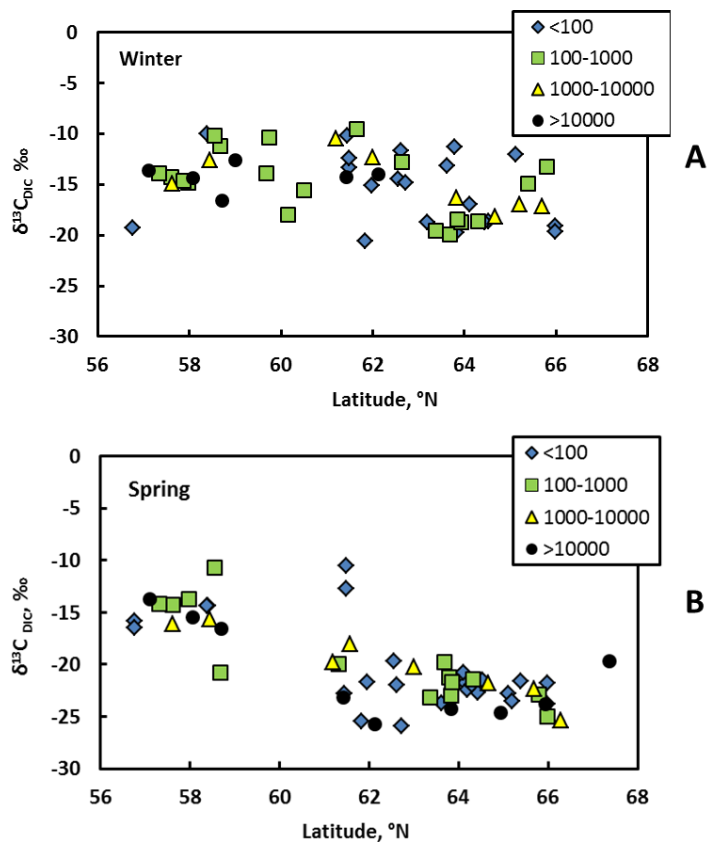 0
-5
-10
-15
-20
-25
-30
δ¹³C_DIC ‰
Winter
<100
100-1000
1000-10000
>10000
A
56 58 60 62 64 66 68
Latitude, °N
0
-5
-10
-15
-20
-25
-30
δ¹³C_DIC, ‰
Spring
<100
100-1000
1000-10000
>10000
B
56 58 60 62 64 66 68
Latitude, °N